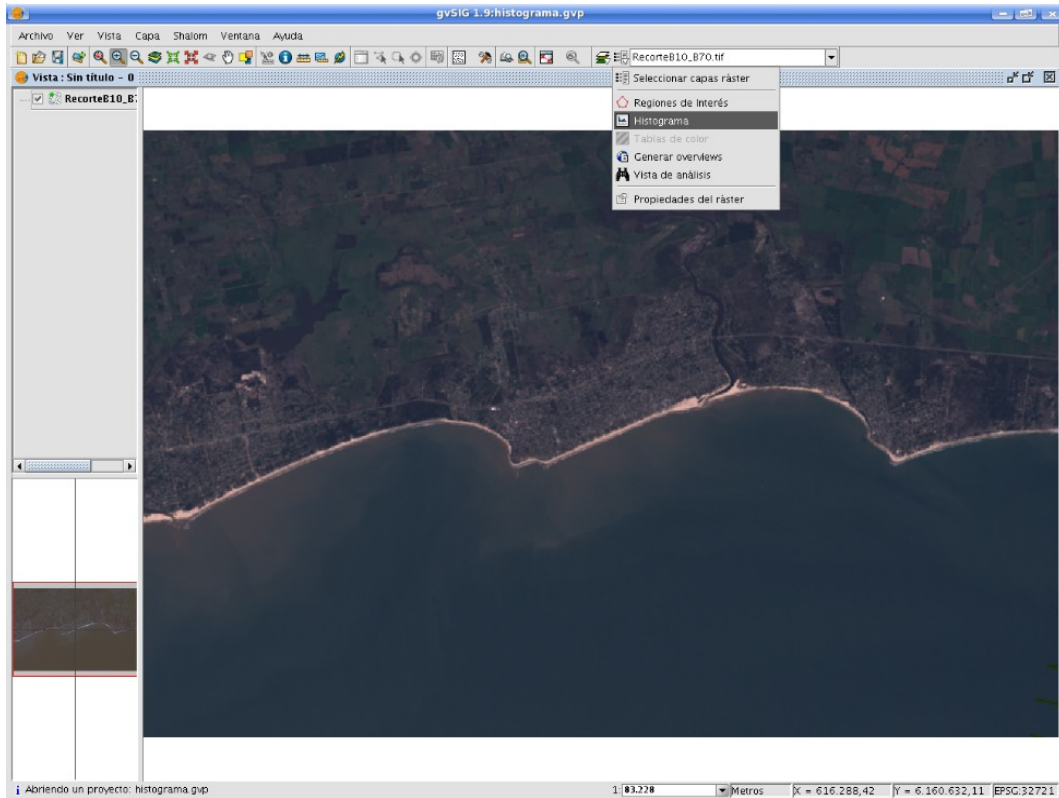 gvSIG 1.9:histograma.gvp
Archivo Ver Vista Capa Shalom Ventana Ayuda
RecorteB10_B70.tif
Vista : Sin título - 0
RecorteB10_B7
Seleccionar capas ráster
Regiones de Interés
Histograma
Tablas de color
Generar overviews
Vista de análisis
Propiedades del ráster
Abriendo un proyecto: histograma.gvp
1: 83.228 Metros X = 616.288,42 Y = 6.160.632,11 EPSG:32721